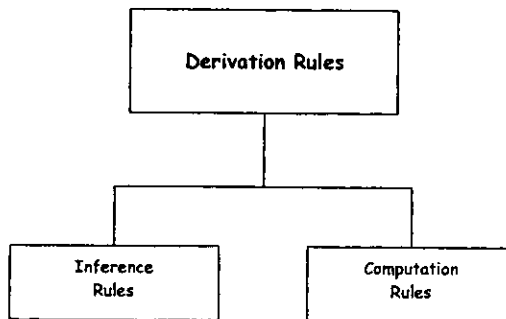 Derivation Rules
Inference
Rules
Computation
Rules